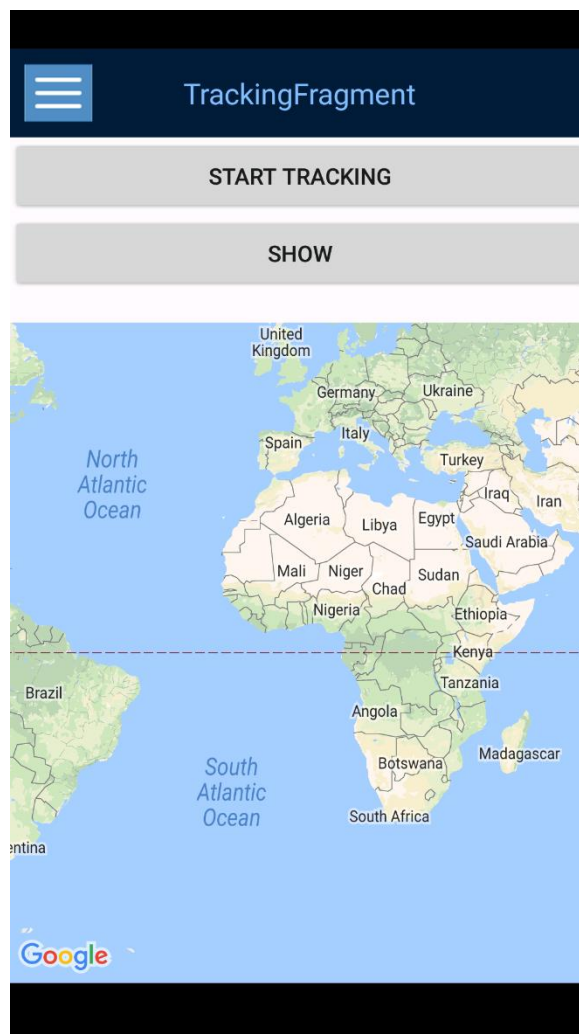 TrackingFragment
START TRACKING
SHOW
United
Kingdom
Germany
Ukraine
Spain
Italy
Turkey
North
Atlantic
Ocean
Iraq
Iran
Algeria
Libya
Egypt
Saudi Arabia
Mali
Niger
Chad
Sudan
Nigeria
Ethiopia
Kenya
Brazil
Tanzania
Angola
South
Atlantic
Ocean
Botswana
Madagascar
South Africa
entina
Google